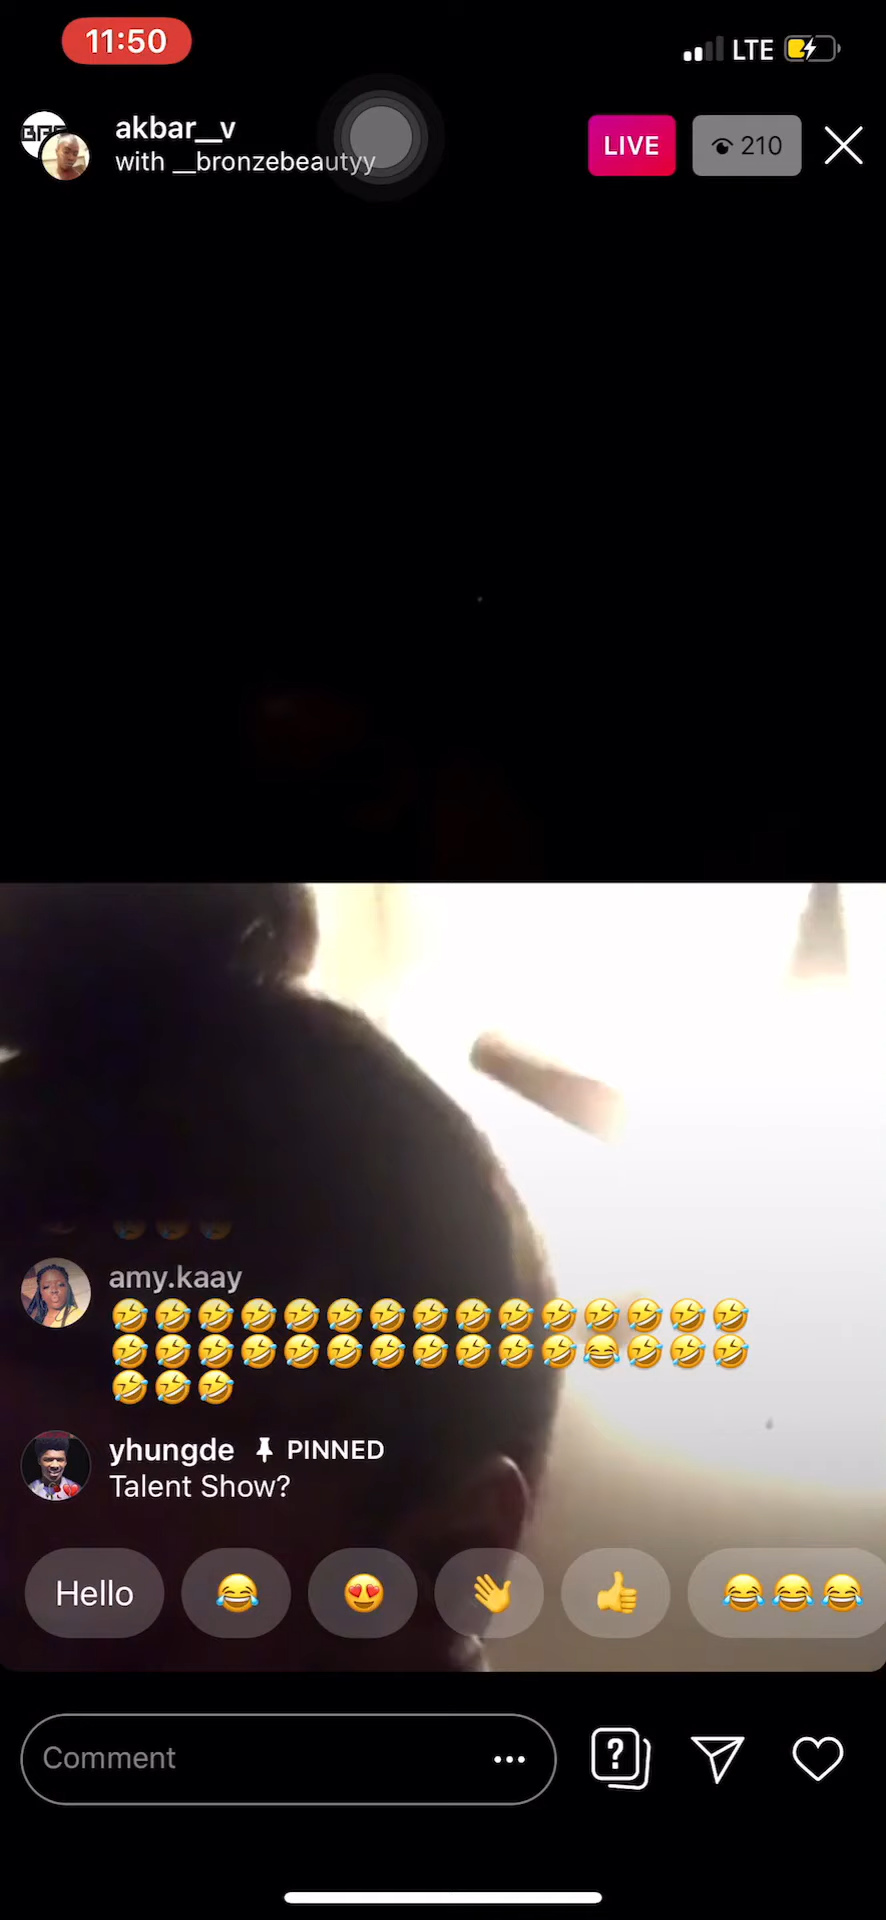 11:50
LTE
akbar__v
with __bronzebeautyy
LIVE
210
amy.kaay
🤣🤣🤣🤣🤣🤣🤣🤣🤣🤣🤣🤣🤣🤣🤣
🤣🤣🤣🤣🤣🤣🤣🤣🤣🤣🤣😂🤣🤣🤣
🤣🤣🤣
yhungde PINNED
Talent Show?
Hello 😂 😍 👋 👍 😂😂😂
Comment